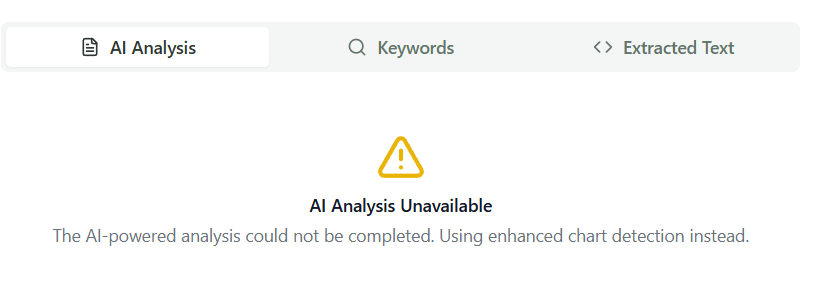 AI Analysis Keywords Extracted Text
AI Analysis Unavailable
The AI-powered analysis could not be completed. Using enhanced chart detection instead.